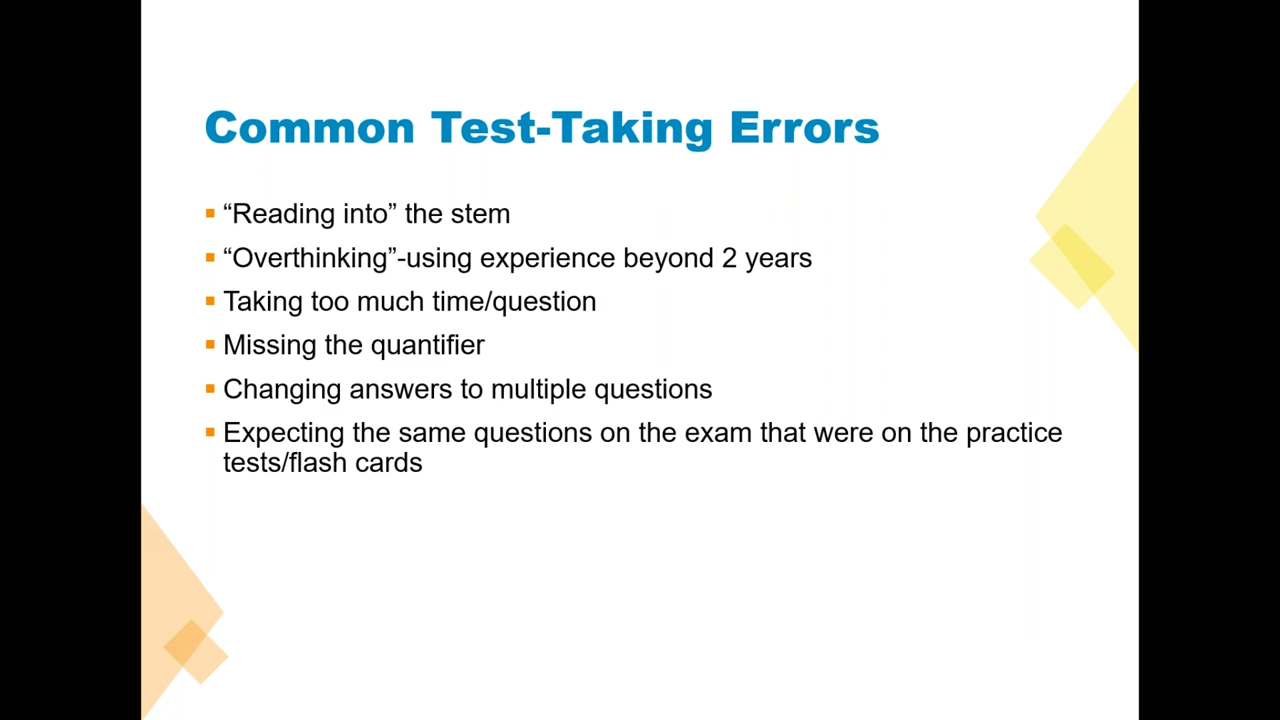 Common Test-Taking Errors
“Reading into” the stem
“Overthinking”-using experience beyond 2 years
Taking too much time/question
Missing the quantifier
Changing answers to multiple questions
Expecting the same questions on the exam that were on the practice
tests/flash cards